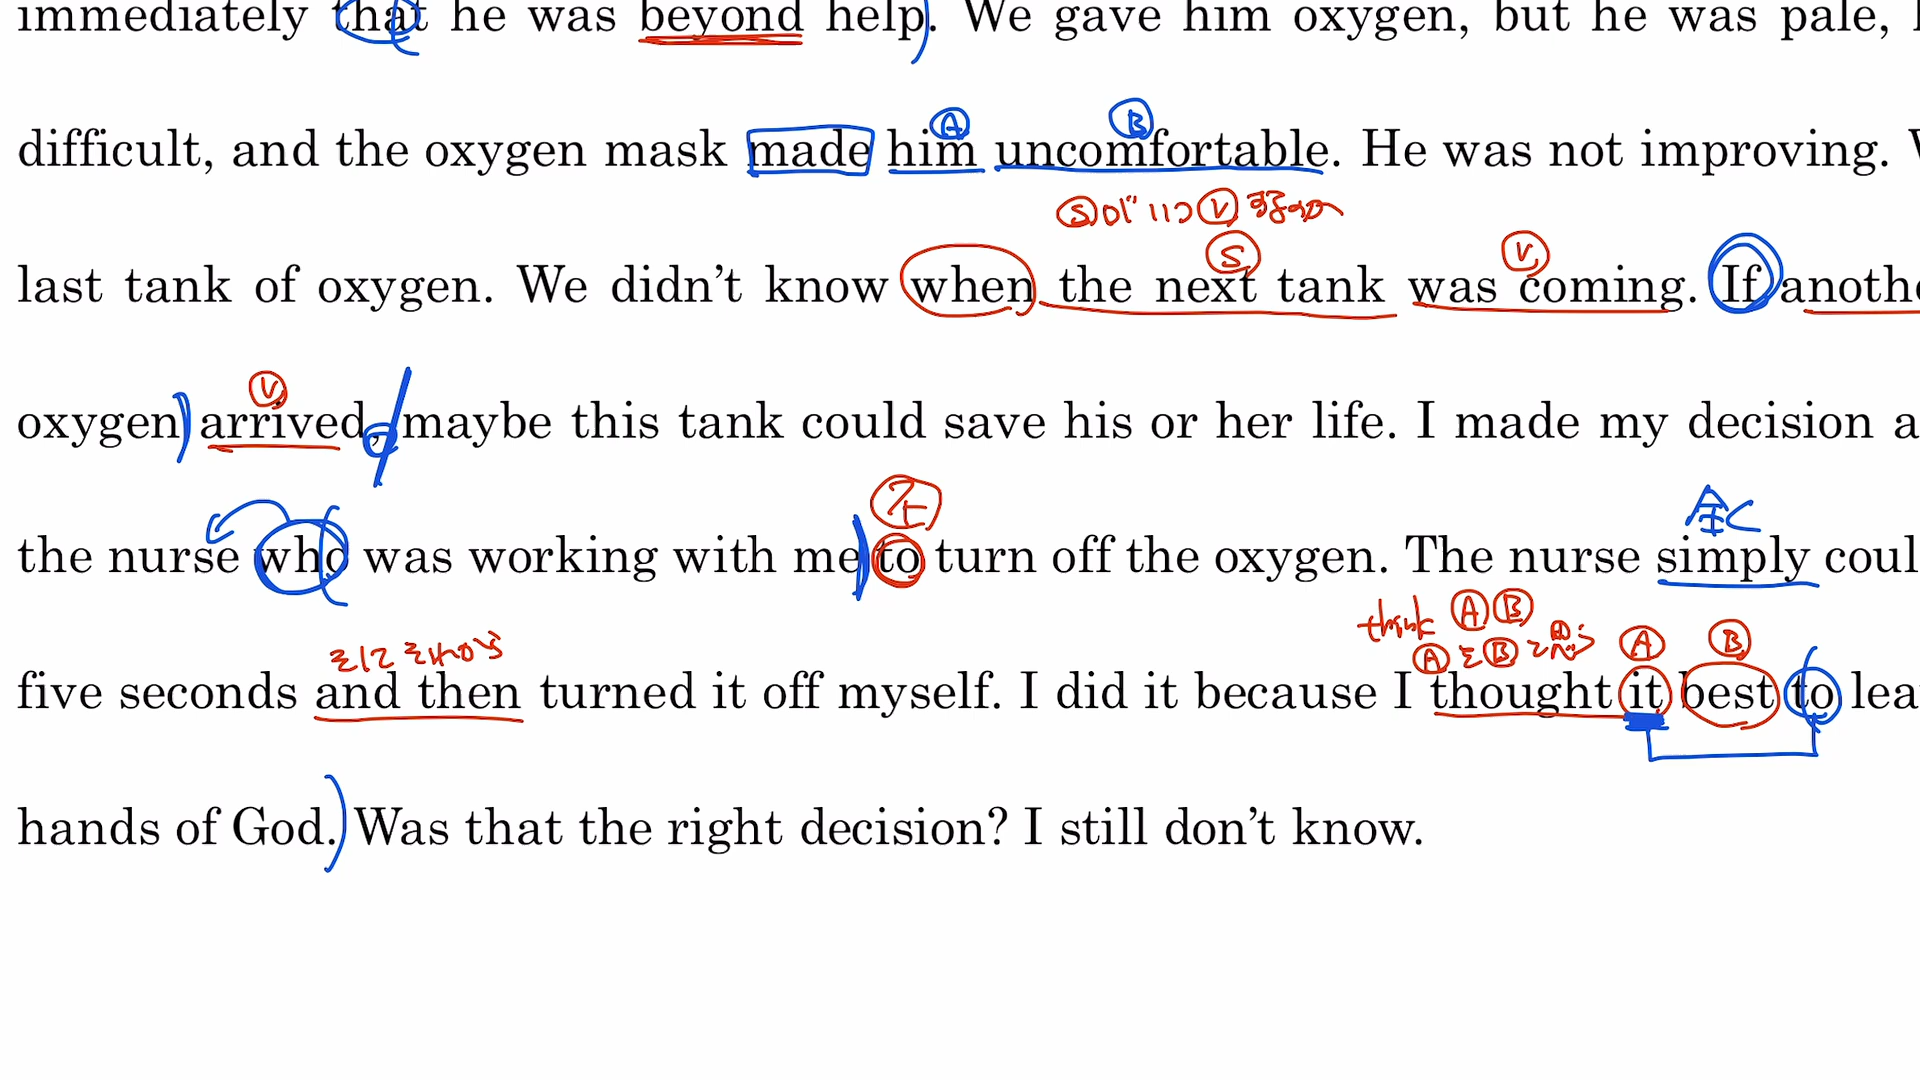 immediately that he was beyond help. We gave him oxygen, but he was pale,
A B
difficult, and the oxygen mask made him uncomfortable. He was not improving.
S V
S V
last tank of oxygen. We didn't know when the next tank was coming. If
V
oxygen) arrived, maybe this tank could save his or her life. I made my decision
the nurse who was working with me) to turn off the oxygen. The nurse simply
think A B
A B A B
five seconds and then turned it off myself. I did it because I thought it best to
hands of God.) Was that the right decision? I still don't know.